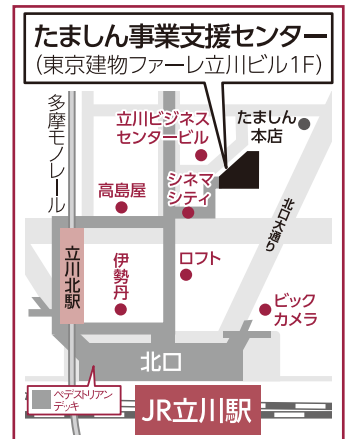 たましん事業支援センター
(東京建物ファーレ立川ビル1F)
多摩モノレール
立川ビジネス
センタービル
たましん
本店
シネマ
シティ
高島屋
北口大通り
立川北駅
伊勢丹
ロフト
ビック
カメラ
北口
ペデストリアン
デッキ
JR立川駅